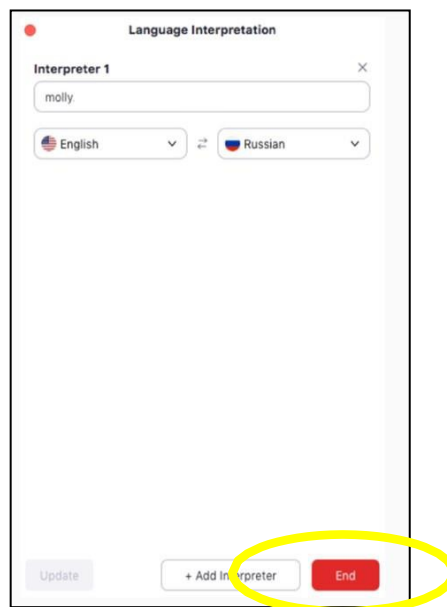 Language Interpretation
Interpreter 1
molly
English Russian
Update + Add Interpreter End